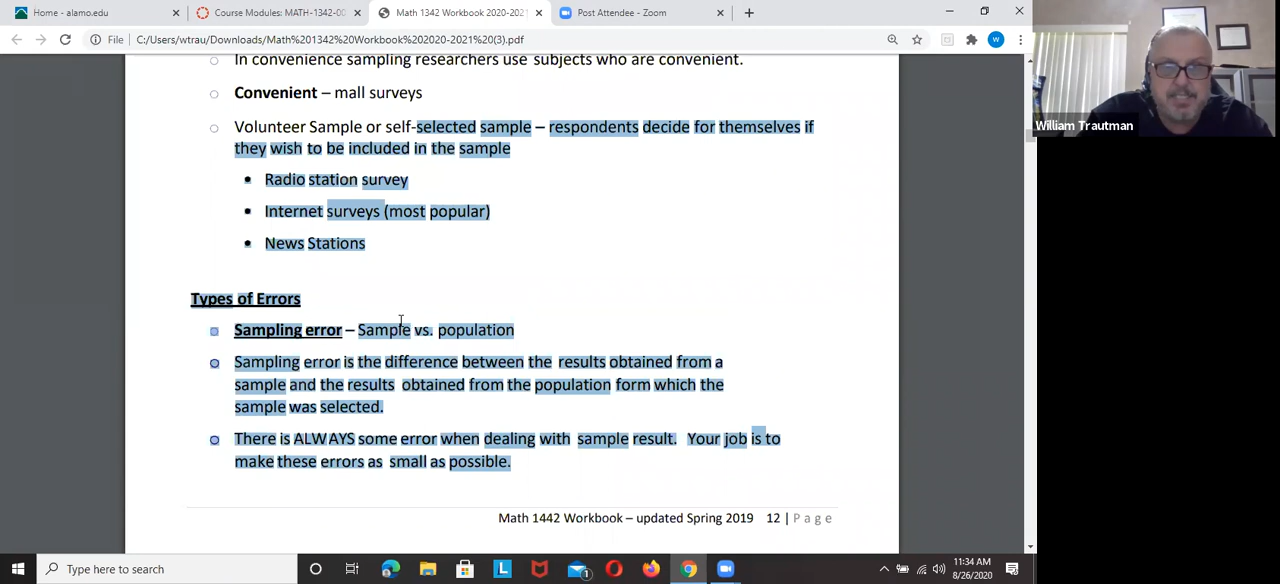 Home - alamo.edu
Course Modules: MATH-1342-00
Math 1342 Workbook 2020-2021
Post Attendee - Zoom
File
C:/Users/wtrau/Downloads/Math%201342%20Workbook%202020-2021%20(3).pdf
W
In convenience sampling researchers use subjects who are convenient.
Convenient – mall surveys
Volunteer Sample or self-selected sample – respondents decide for themselves if
they wish to be included in the sample
Radio station survey
Internet surveys (most popular)
News Stations
Types of Errors
Sampling error – Sample vs. population
Sampling error is the difference between the results obtained from a
sample and the results obtained from the population form which the
sample was selected.
There is ALWAYS some error when dealing with sample result. Your job is to
make these errors as small as possible.
Math 1442 Workbook – updated Spring 2019 12 | P a g e
William Trautman
Type here to search
L
1
11:34 AM
8/26/2020